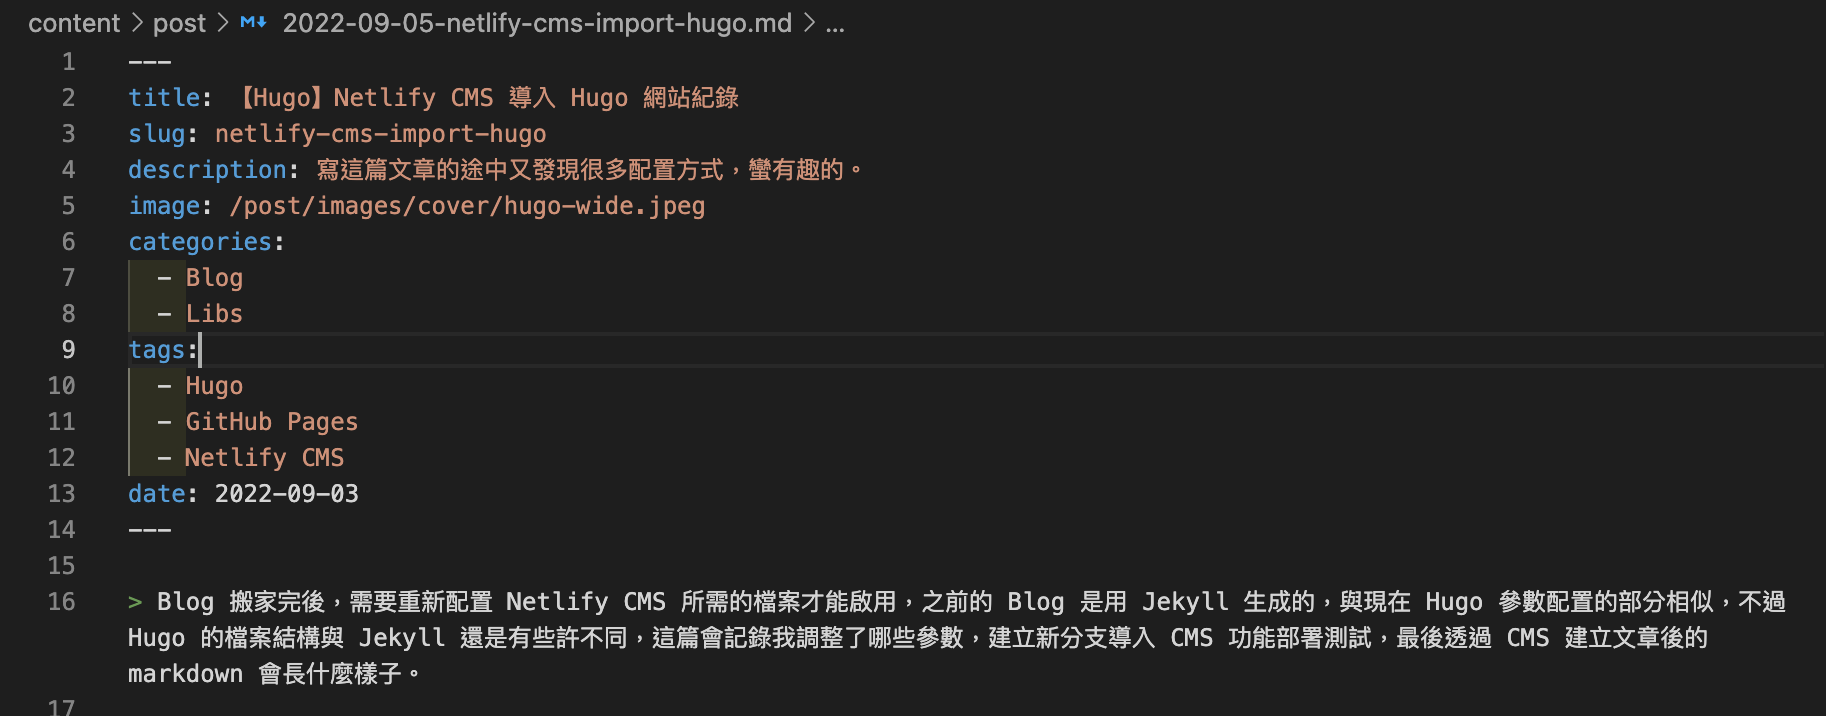 content > post > M↓ 2022-09-05-netlify-cms-import-hugo.md > ...
1 ---
2 title: 【Hugo】Netlify CMS 導入 Hugo 網站紀錄
3 slug: netlify-cms-import-hugo
4 description: 寫這篇文章的途中又發現很多配置方式，蠻有趣的。
5 image: /post/images/cover/hugo-wide.jpeg
6 categories:
7   - Blog
8   - Libs
9 tags:
10   - Hugo
11   - GitHub Pages
12   - Netlify CMS
13 date: 2022-09-03
14 ---
15
16 > Blog 搬家完後，需要重新配置 Netlify CMS 所需的檔案才能啟用，之前的 Blog 是用 Jekyll 生成的，與現在 Hugo 參數配置的部分相似，不過
Hugo 的檔案結構與 Jekyll 還是有些許不同，這篇會記錄我調整了哪些參數，建立新分支導入 CMS 功能部署測試，最後透過 CMS 建立文章後的
markdown 會長什麼樣子。
17